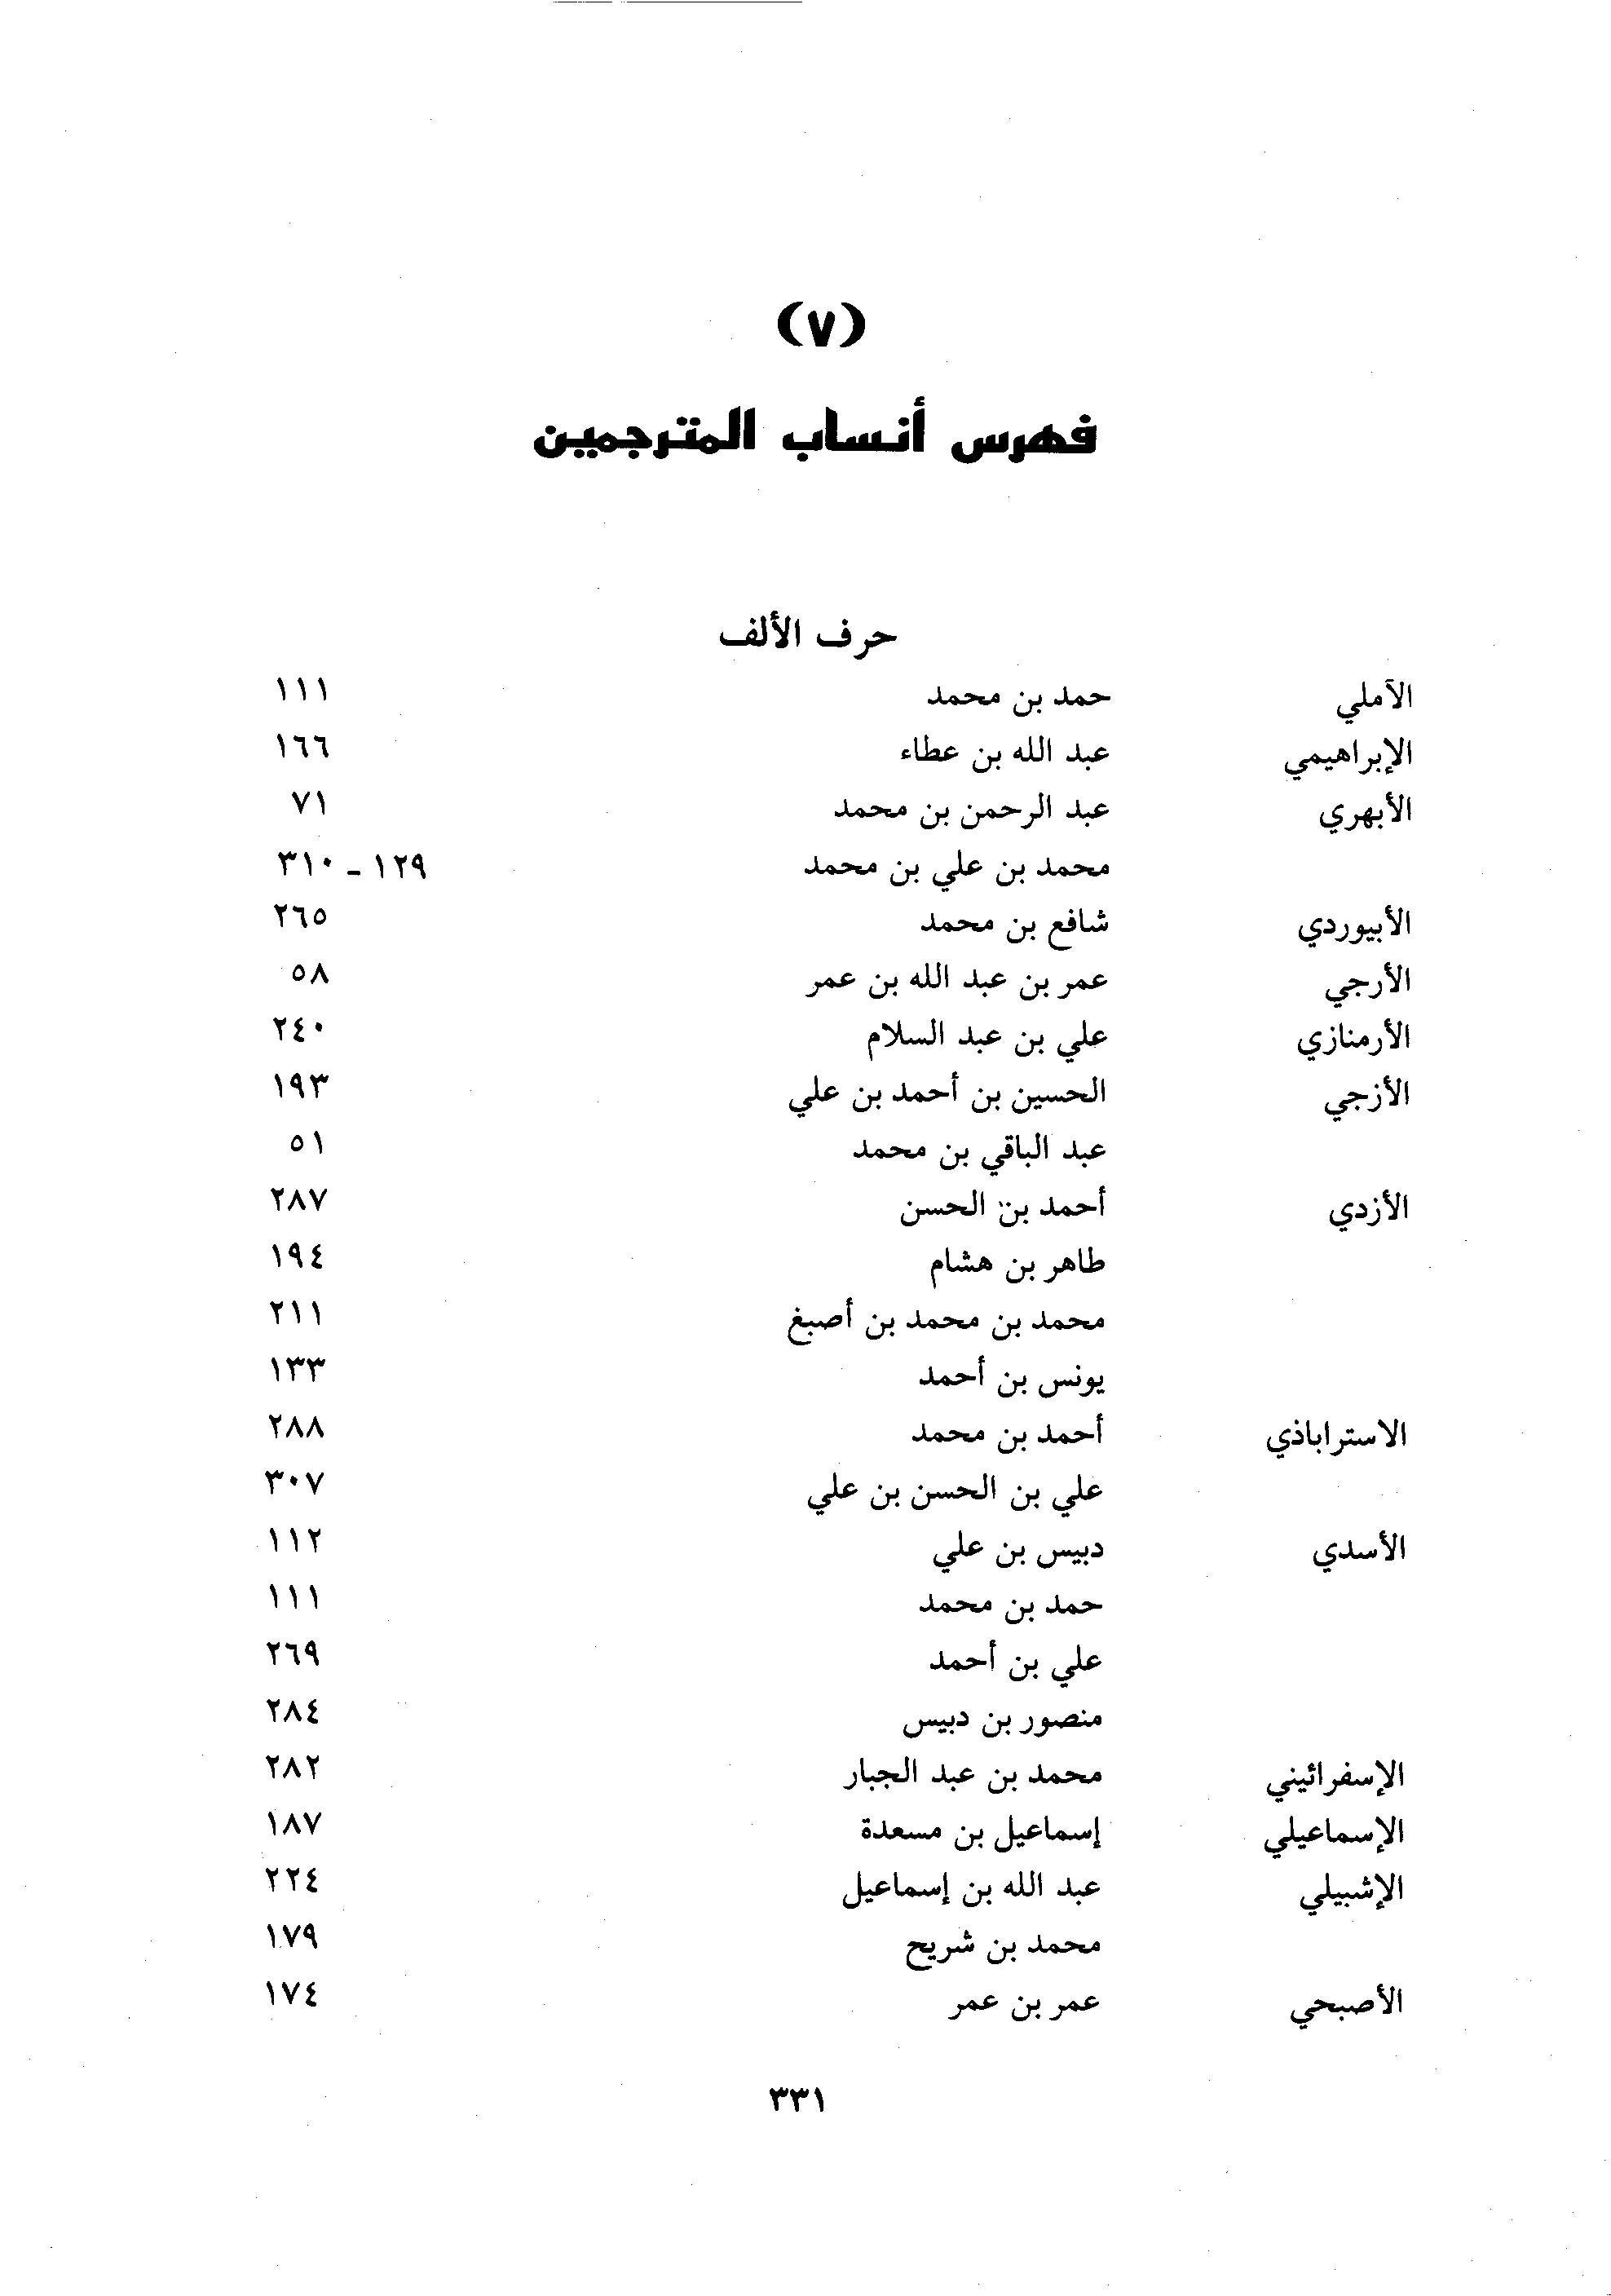 (٧)
فهرس أنساب المترجمين
حرف الألف
الآملي حمد بن محمد ١١١
الإبراهيمي عبد الله بن عطاء ١٦٦
الأبهري عبد الرحمن بن محمد ٧١
محمد بن علي بن محمد ١٢٩ - ٣١٠
الأبيوردي شافع بن محمد ٢٦٥
الأرجي عمر بن عبد الله بن عمر ٥٨
الأرمنازي علي بن عبد السلام ٢٤٠
الأزجي الحسين بن أحمد بن علي ١٩٣
عبد الباقي بن محمد ٥١
الأزدي أحمد بن الحسن ٢٨٧
طاهر بن هشام ١٩٤
محمد بن محمد بن أصبغ ٢١١
يونس بن أحمد ١٣٣
الاستراباذي أحمد بن محمد ٢٨٨
علي بن الحسن بن علي ٣٠٧
الأسدي دبيس بن علي ١١٢
حمد بن محمد ١١١
علي بن أحمد ٢٦٩
منصور بن دبيس ٢٨٤
الإسفرائيني محمد بن عبد الجبار ٢٨٢
الإسماعيلي إسماعيل بن مسعدة ١٨٧
الإشبيلي عبد الله بن إسماعيل ٢٢٤
محمد بن شريح ١٧٩
الأصبحي عمر بن عمر ١٧٤
٣٣١